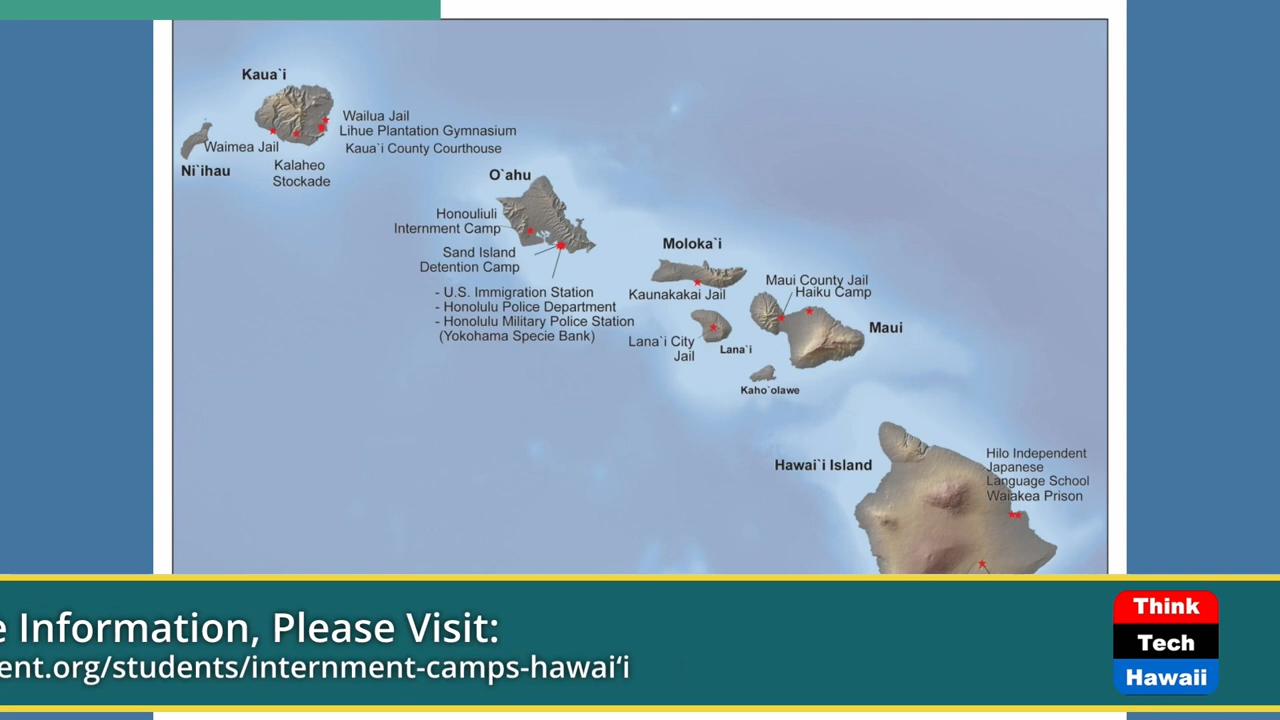 Kaua`i
Wailua Jail
Lihue Plantation Gymnasium
Kaua`i County Courthouse
Waimea Jail
Ni`ihau
Kalaheo
Stockade
O`ahu
Honouliuli
Internment Camp
Sand Island
Detention Camp
- U.S. Immigration Station
- Honolulu Police Department
- Honolulu Military Police Station
(Yokohama Specie Bank)
Moloka`i
Kaunakakai Jail
Maui County Jail
Haiku Camp
Maui
Lana`i City
Jail
Lana`i
Kaho`olawe
Hawai`i Island
Hilo Independent
Japanese
Language School
Waiakea Prison
e Information, Please Visit:
ent.org/students/internment-camps-hawai‘i
Think
Tech
Hawaii